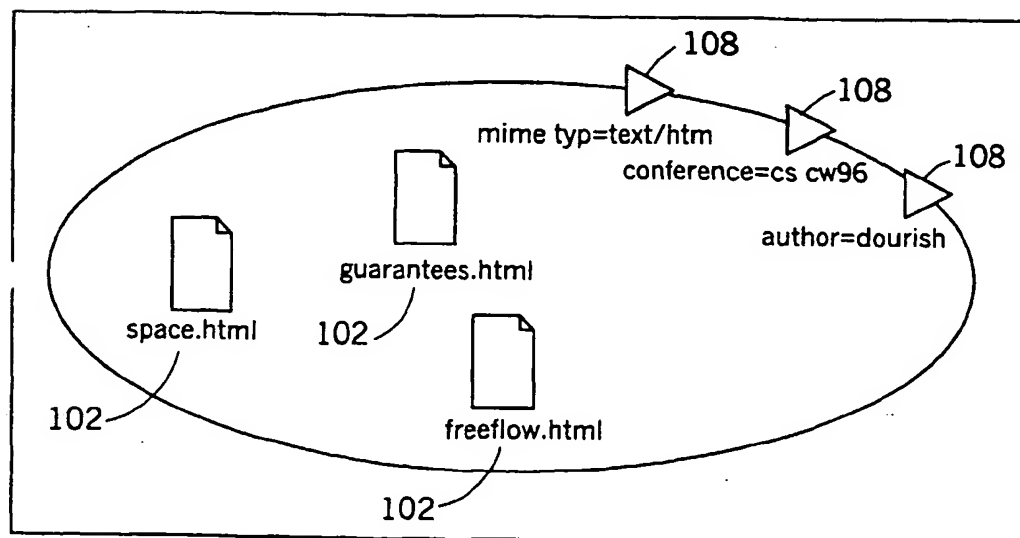 108
mime typ=text/htm
108
conference=cs cw96
108
author=dourish
guarantees.html
102
space.html
102
freeflow.html
102